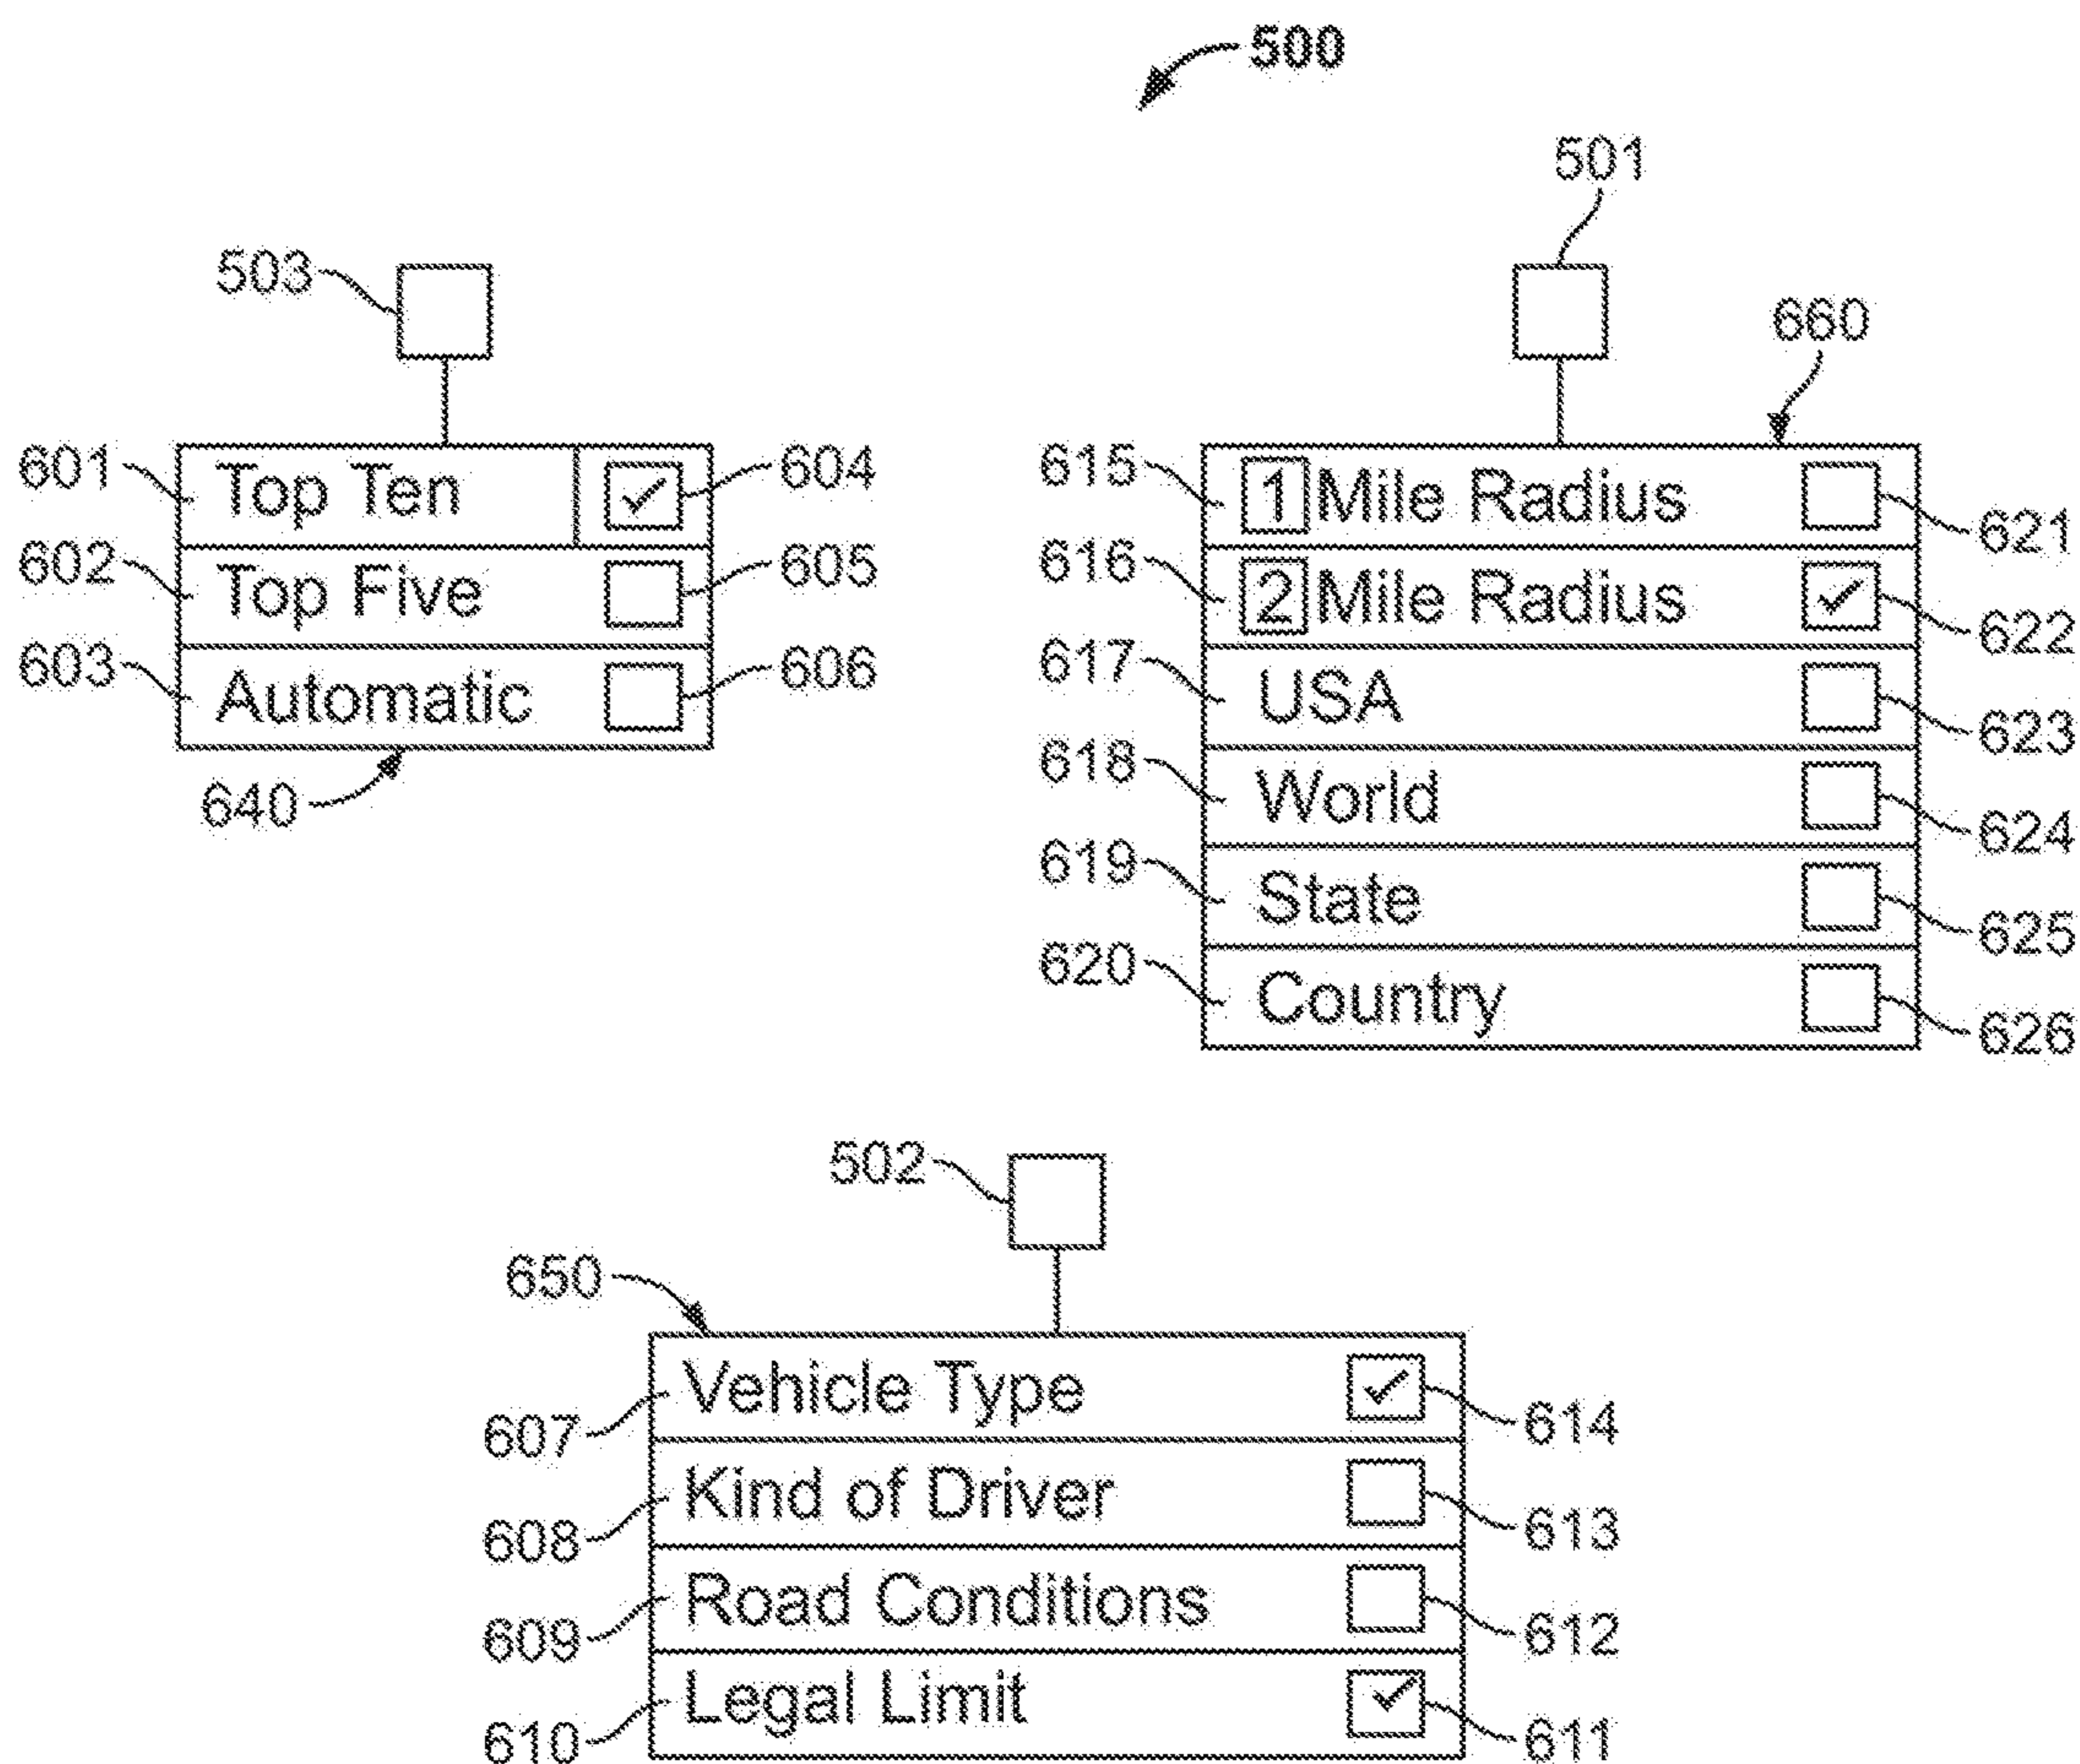 500
501
503
660
601 Top Ten 604
602 Top Five 605
603 Automatic 606
640
615 1 Mile Radius 621
616 2 Mile Radius 622
617 USA 623
618 World 624
619 State 625
620 Country 626
502
650
607 Vehicle Type 614
608 Kind of Driver 613
609 Road Conditions 612
610 Legal Limit 611